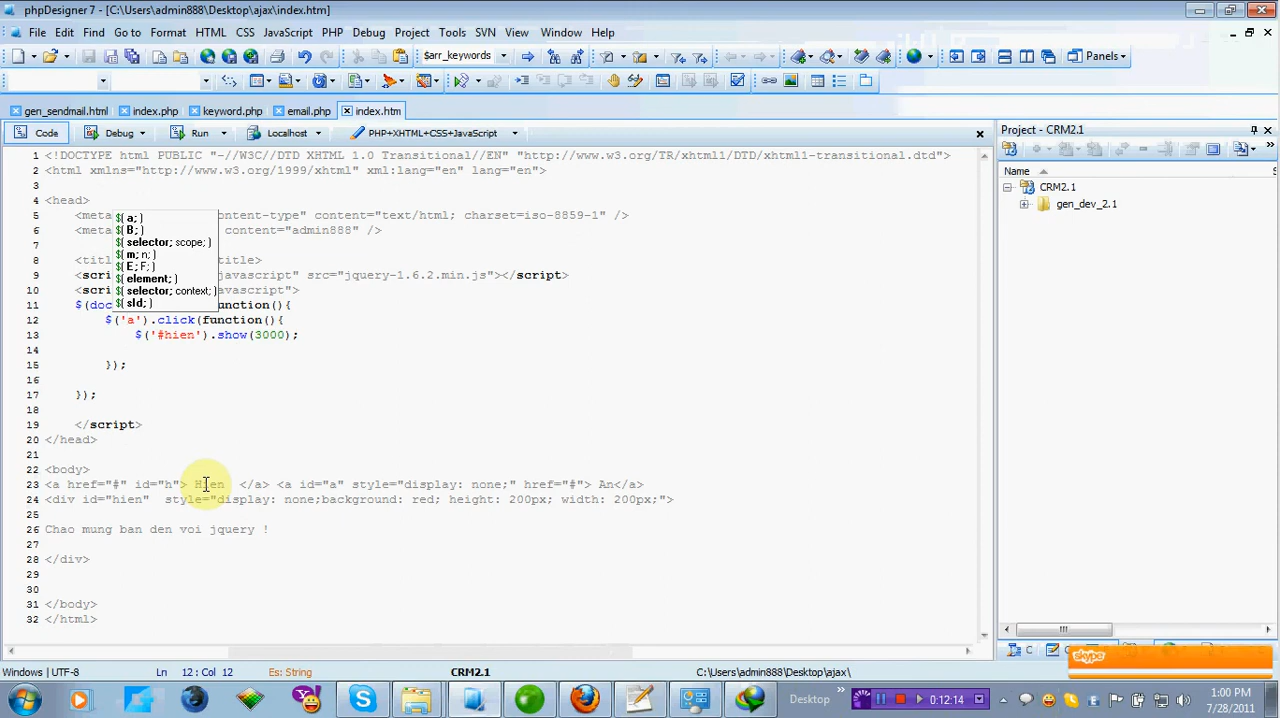 phpDesigner 7 - [C:\Users\admin888\Desktop\ajax\index.htm]
File Edit Find Go to Format HTML CSS JavaScript PHP Debug Project Tools SVN View Window Help
$arr_keywords
Panels
gen_sendmail.html index.php keyword.php email.php index.htm
Code Debug Run Localhost PHP+XHTML+CSS+JavaScript
1 <!DOCTYPE html PUBLIC "-//W3C//DTD XHTML 1.0 Transitional//EN" "http://www.w3.org/TR/xhtml1/DTD/xhtml1-transitional.dtd">
2 <html xmlns="http://www.w3.org/1999/xhtml" xml:lang="en" lang="en">
3
4 <head>
5 <meta ontent-type" content="text/html; charset=iso-8859-1" />
6 <meta content="admin888" />
7
8 <title itle>
9 <script javascript" src="jquery-1.6.2.min.js"></script>
10 <script javascript">
11 $(doc function(){
12 $('a').click(function(){
13 $('#hien').show(3000);
14
15 });
16
17 });
18
19 </script>
20 </head>
21
22 <body>
23 <a href="#" id="h"> Hien </a> <a id="a" style="display: none;" href="#"> An</a>
24 <div id="hien" style="display: none;background: red; height: 200px; width: 200px;">
25
26 Chao mung ban den voi jquery !
27
28 </div>
29
30
31 </body>
32 </html>
$( a; )
$( B; )
$( selector; scope; )
$( m; n; )
$( E; F; )
$( element; )
$( selector; context; )
$( sld; )
Project - CRM2.1
Name
CRM2.1
gen_dev_2.1
C
skype
Windows | UTF-8 Ln 12 : Col 12 Es: String CRM2.1 C:\Users\admin888\Desktop\ajax\
Desktop
0:12:14
1:00 PM
7/28/2011